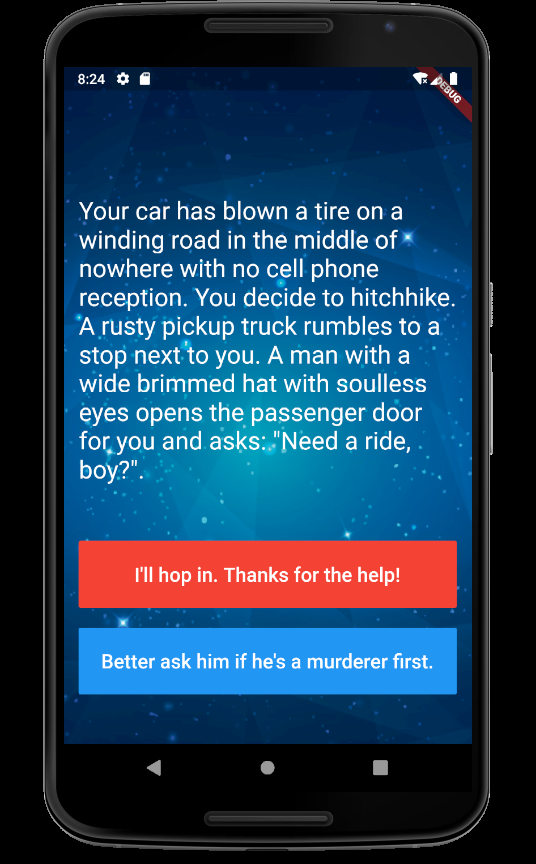 8:24
DEBUG
Your car has blown a tire on a
winding road in the middle of
nowhere with no cell phone
reception. You decide to hitchhike.
A rusty pickup truck rumbles to a
stop next to you. A man with a
wide brimmed hat with soulless
eyes opens the passenger door
for you and asks: "Need a ride,
boy?".
I'll hop in. Thanks for the help!
Better ask him if he's a murderer first.